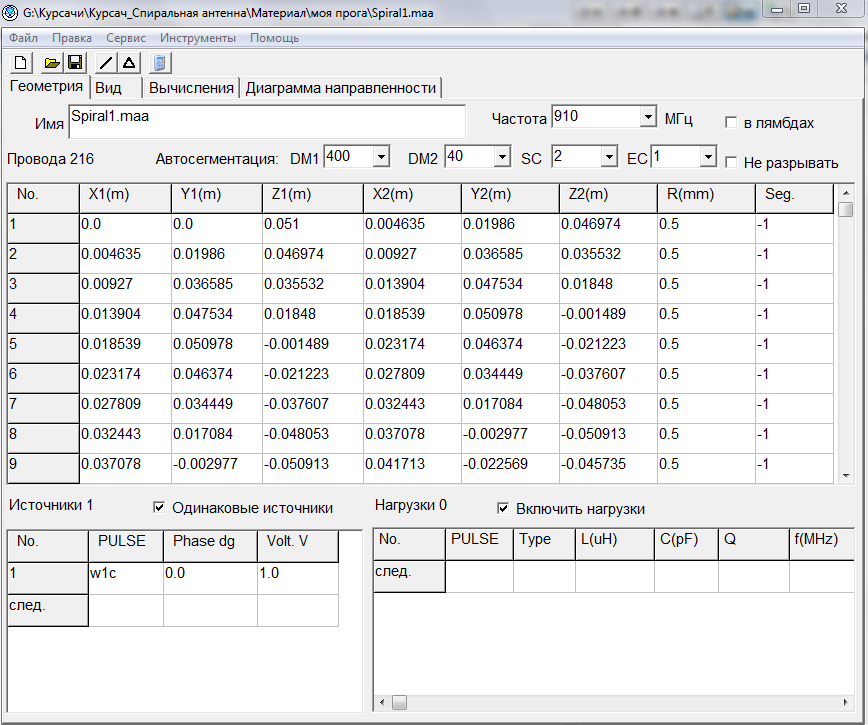 G:\Курсачи\Курсач_Спиральная антенна\Материал\моя прога\Spiral1.maa
Файл Правка Сервис Инструменты Помощь
Геометрия Вид Вычисления Диаграмма направленности
Имя Spiral1.maa Частота 910 МГц в лямбдах
Провода 216 Автосегментация: DM1 400 DM2 40 SC 2 EC 1 Не разрывать
No. X1(m) Y1(m) Z1(m) X2(m) Y2(m) Z2(m) R(mm) Seg.
1 0.0 0.0 0.051 0.004635 0.01986 0.046974 0.5 -1
2 0.004635 0.01986 0.046974 0.00927 0.036585 0.035532 0.5 -1
3 0.00927 0.036585 0.035532 0.013904 0.047534 0.01848 0.5 -1
4 0.013904 0.047534 0.01848 0.018539 0.050978 -0.001489 0.5 -1
5 0.018539 0.050978 -0.001489 0.023174 0.046374 -0.021223 0.5 -1
6 0.023174 0.046374 -0.021223 0.027809 0.034449 -0.037607 0.5 -1
7 0.027809 0.034449 -0.037607 0.032443 0.017084 -0.048053 0.5 -1
8 0.032443 0.017084 -0.048053 0.037078 -0.002977 -0.050913 0.5 -1
9 0.037078 -0.002977 -0.050913 0.041713 -0.022569 -0.045735 0.5 -1
Источники 1 Одинаковые источники
No. PULSE Phase dg Volt. V
1 w1c 0.0 1.0
след.
Нагрузки 0 Включить нагрузки
No. PULSE Type L(uH) C(pF) Q f(MHz)
след.